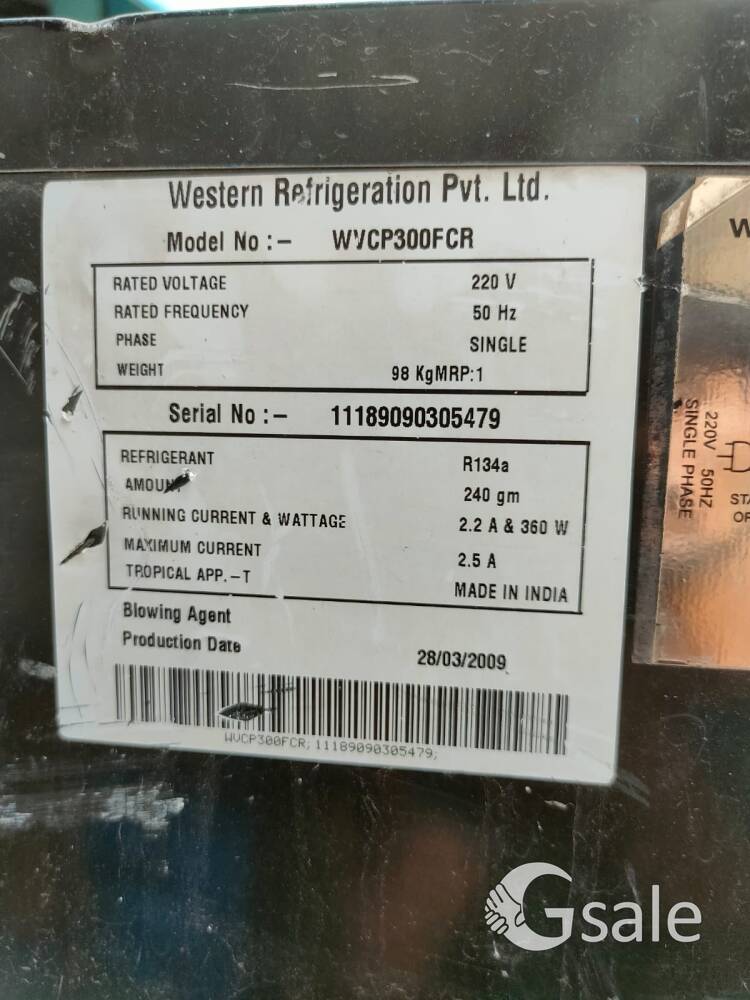 Western Refrigeration Pvt. Ltd.
Model No :- WVCP300FCR
RATED VOLTAGE 220 V
RATED FREQUENCY 50 Hz
PHASE SINGLE
WEIGHT 98 KgMRP:1
Serial No :- 11189090305479
REFRIGERANT R134a
AMOUNT 240 gm
RUNNING CURRENT & WATTAGE 2.2 A & 360 W
MAXIMUM CURRENT 2.5 A
TROPICAL APP.-T MADE IN INDIA
Blowing Agent
Production Date 28/03/2009
WVCP300FCR;11189090305479;
W
220V 50HZ
SINGLE PHASE
Gsale